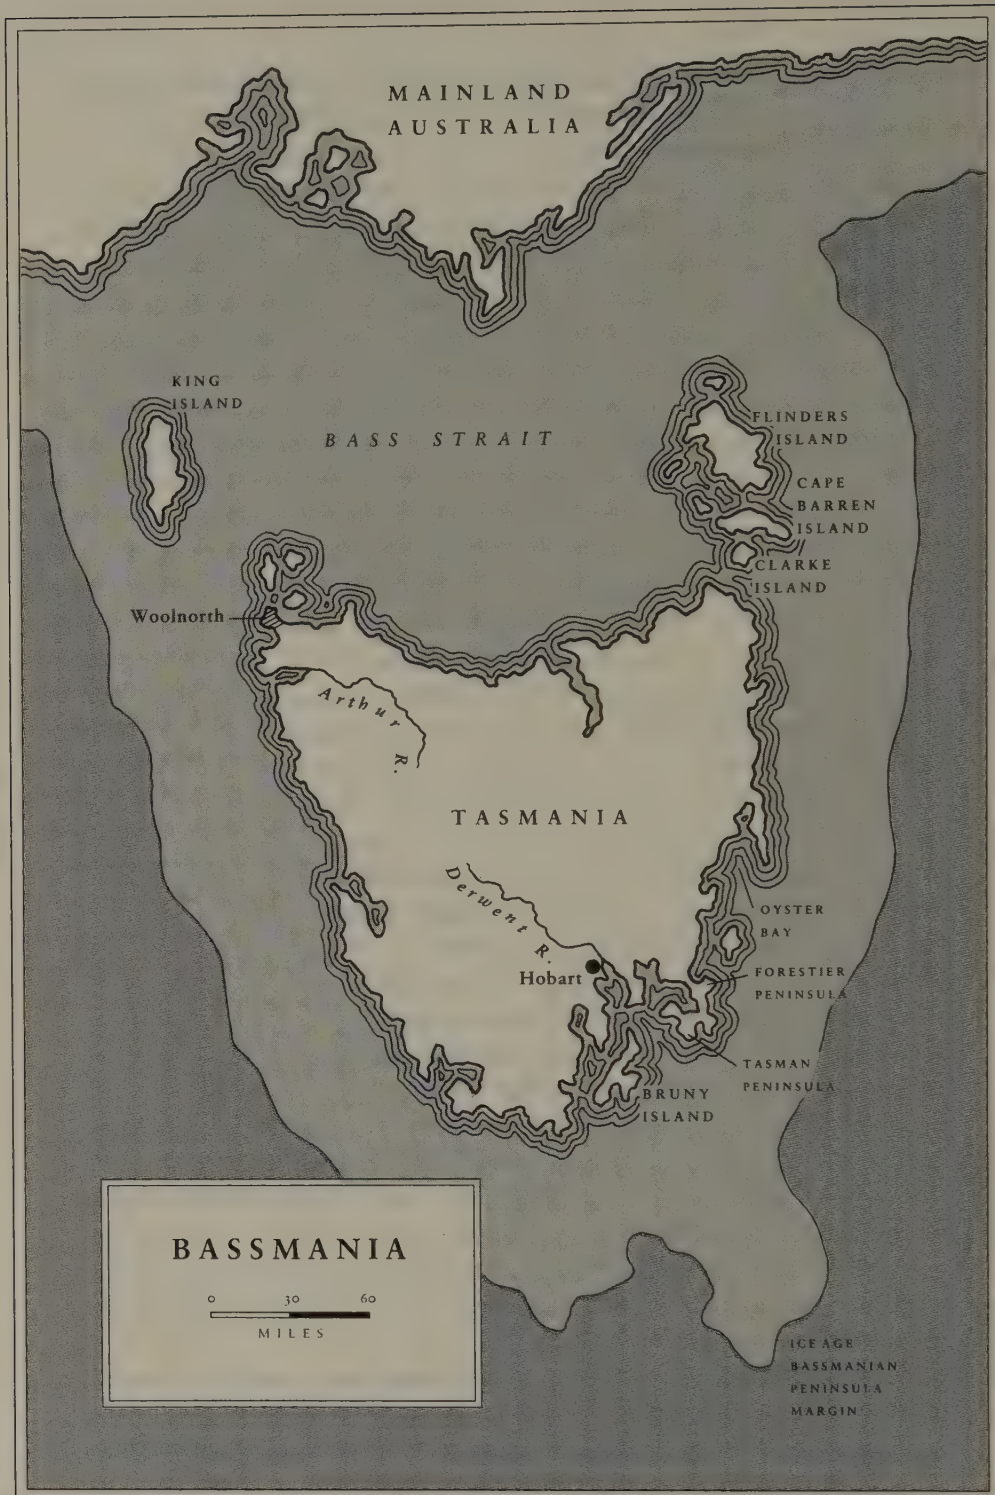 MAINLAND
AUSTRALIA
KING
ISLAND
BASS STRAIT
FLINDERS
ISLAND
CAPE
BARREN
ISLAND
CLARKE
ISLAND
Woolnorth
Arthur R.
TASMANIA
Derwent R.
OYSTER
BAY
Hobart
FORESTIER
PENINSULA
TASMAN
PENINSULA
BRUNY
ISLAND
BASSMANIA
0 30 60
MILES
ICE AGE
BASSMANIAN
PENINSULA
MARGIN